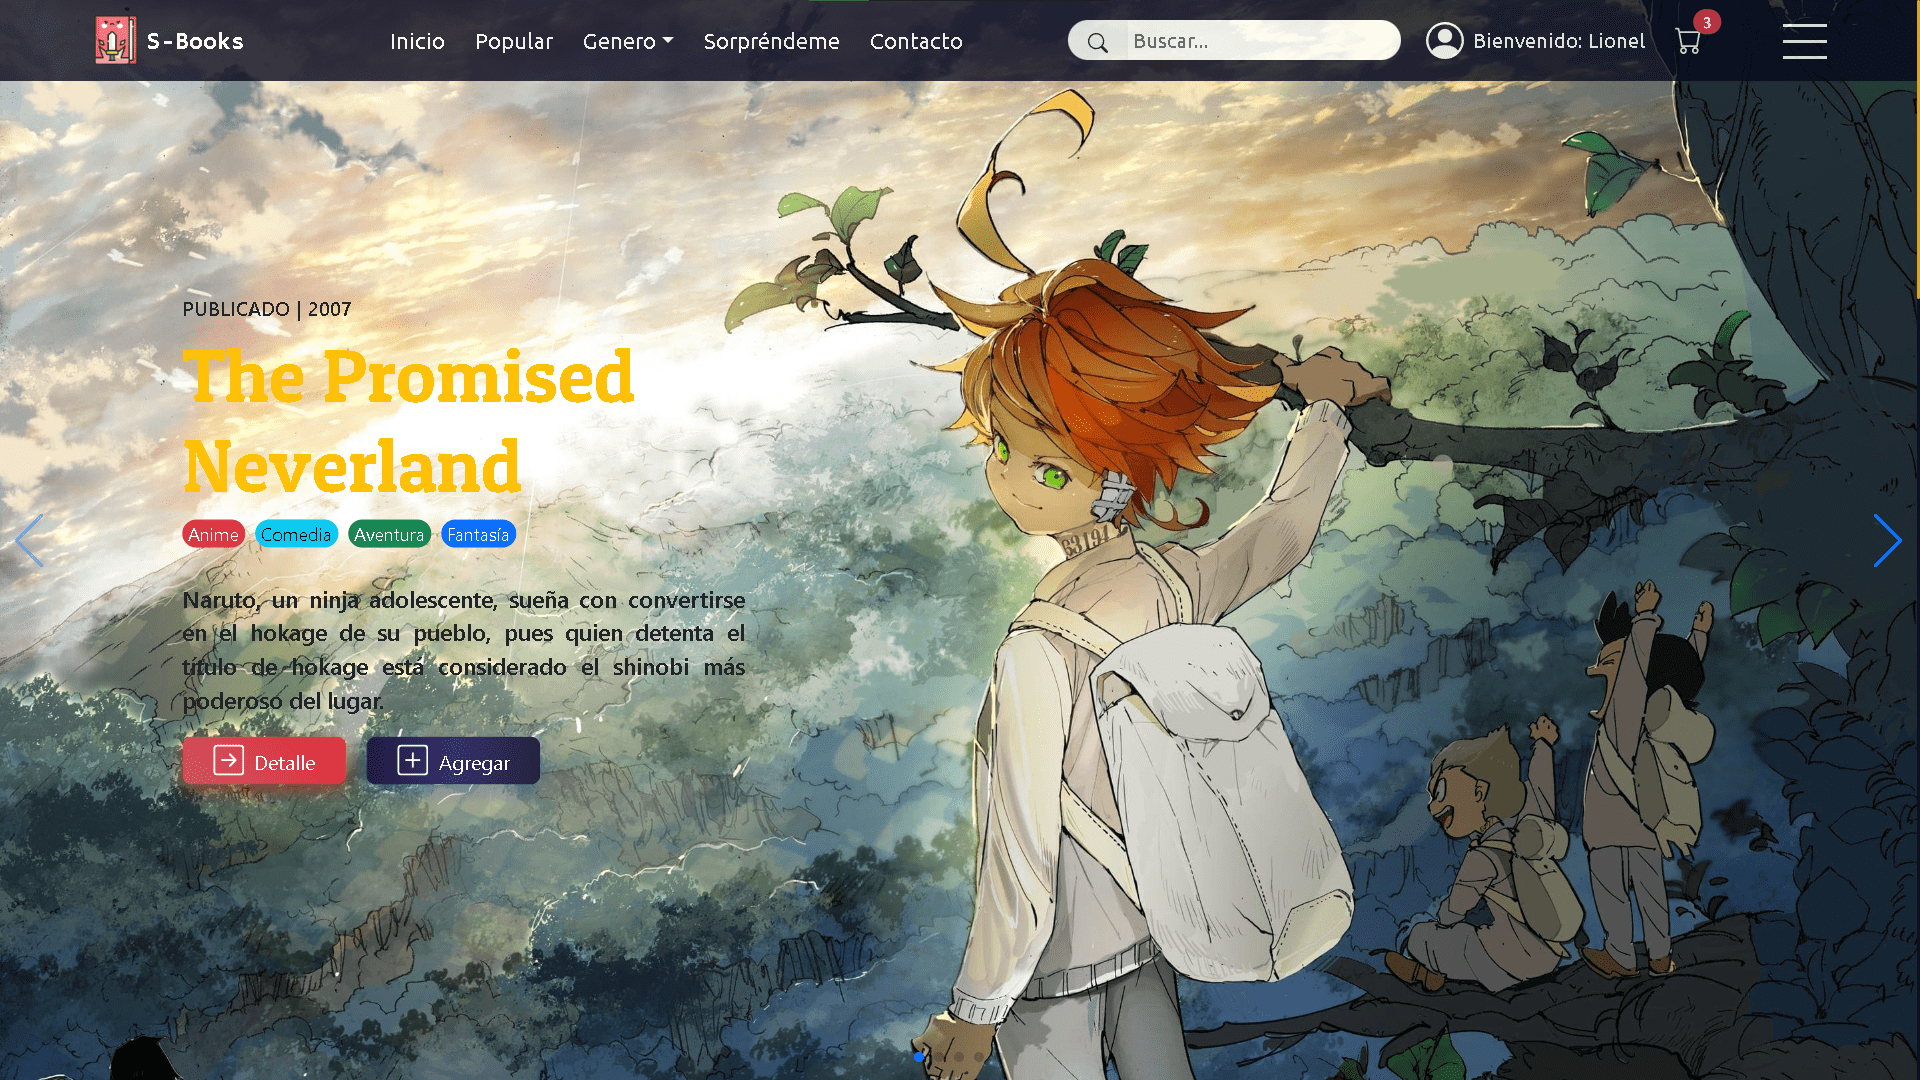 S-Books
Inicio Popular Genero Sorpréndeme Contacto
Buscar...
Bienvenido: Lionel
3
PUBLICADO | 2007
The Promised
Neverland
Anime Comedia Aventura Fantasía
Naruto, un ninja adolescente, sueña con convertirse
en el hokage de su pueblo, pues quien detenta el
título de hokage está considerado el shinobi más
poderoso del lugar.
Detalle Agregar
63194